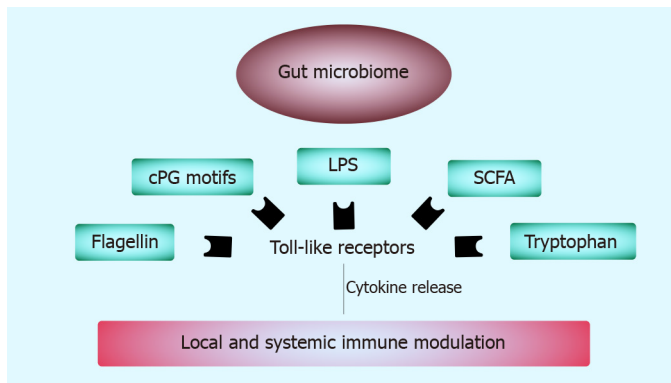 Gut microbiome
LPS
cPG motifs
SCFA
Flagellin
Toll-like receptors
Tryptophan
Cytokine release
Local and systemic immune modulation